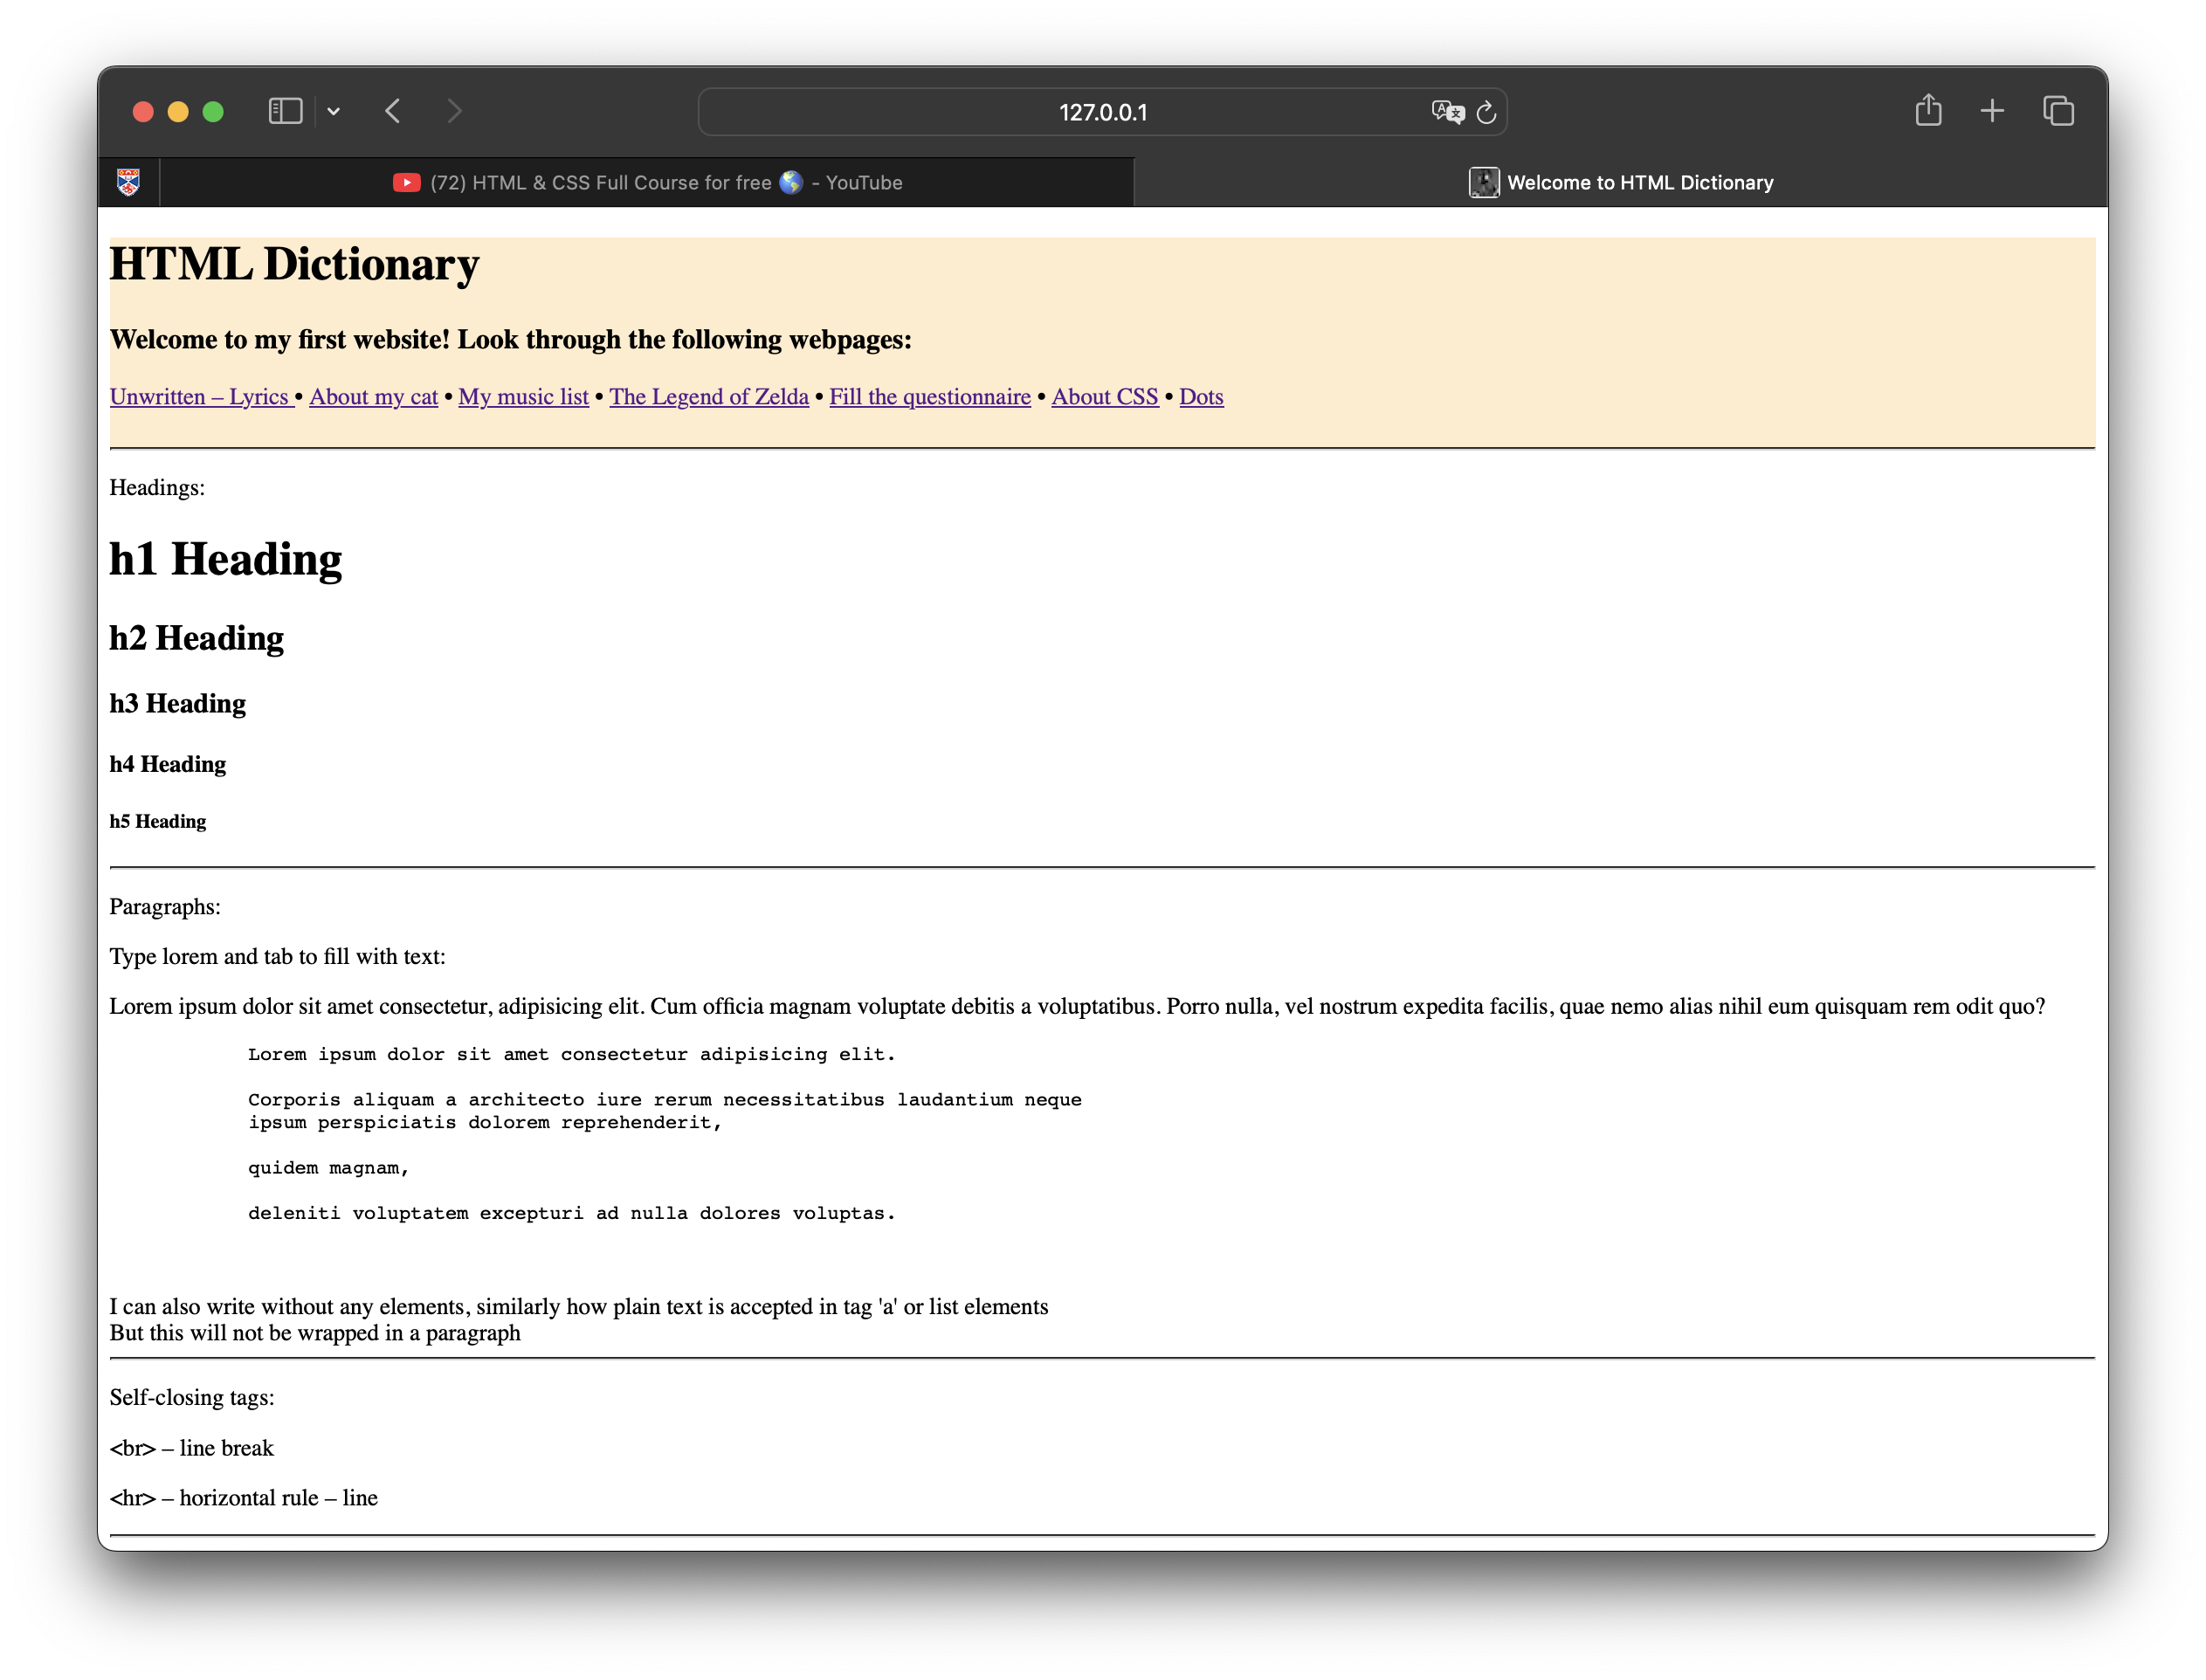 127.0.0.1
(72) HTML & CSS Full Course for free 🌎 - YouTube
Welcome to HTML Dictionary
HTML Dictionary
Welcome to my first website! Look through the following webpages:
Unwritten – Lyrics • About my cat • My music list • The Legend of Zelda • Fill the questionnaire • About CSS • Dots
Headings:
h1 Heading
h2 Heading
h3 Heading
h4 Heading
h5 Heading
Paragraphs:
Type lorem and tab to fill with text:
Lorem ipsum dolor sit amet consectetur, adipisicing elit. Cum officia magnam voluptate debitis a voluptatibus. Porro nulla, vel nostrum expedita facilis, quae nemo alias nihil eum quisquam rem odit quo?
Lorem ipsum dolor sit amet consectetur adipisicing elit.
Corporis aliquam a architecto iure rerum necessitatibus laudantium neque
ipsum perspiciatis dolorem reprehenderit,
quidem magnam,
deleniti voluptatem excepturi ad nulla dolores voluptas.
I can also write without any elements, similarly how plain text is accepted in tag 'a' or list elements
But this will not be wrapped in a paragraph
Self-closing tags:
<br> – line break
<hr> – horizontal rule – line